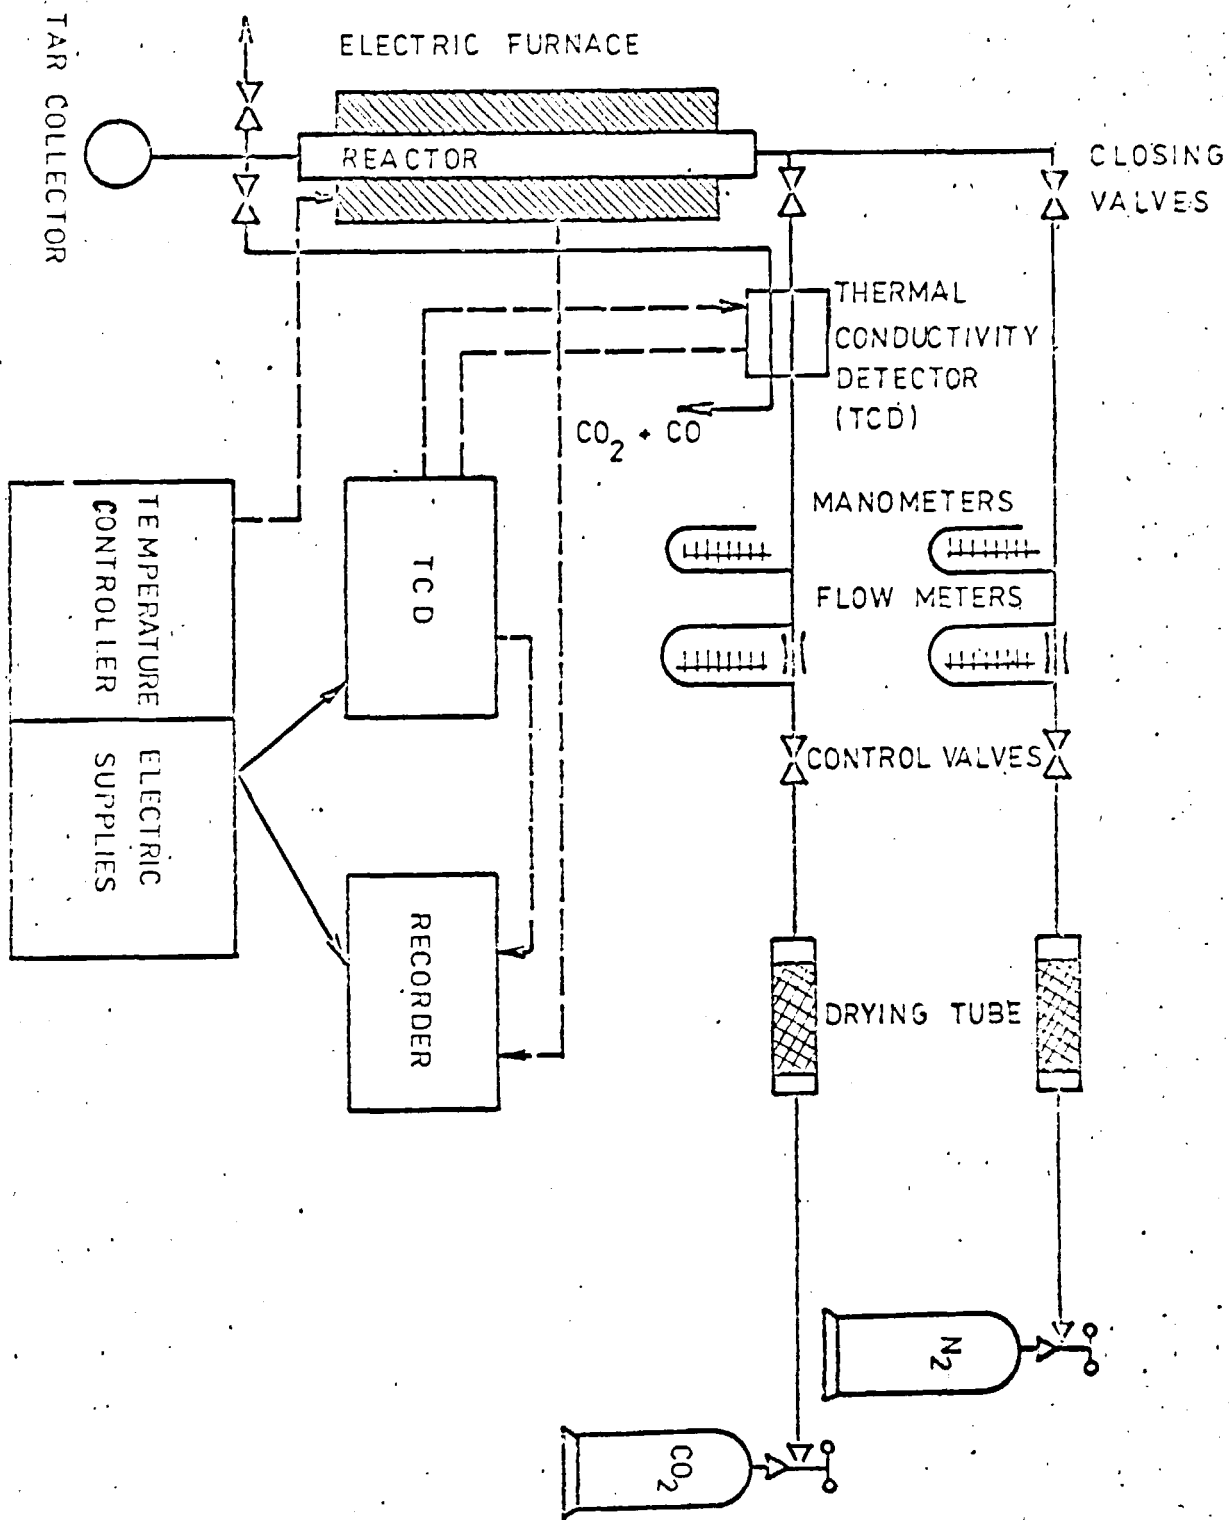 ELECTRIC FURNACE
TAR COLLECTOR
REACTOR
CLOSING
VALVES
THERMAL
CONDUCTIVITY
DETECTOR
(TCD)
CO₂ + CO
MANOMETERS
FLOW METERS
TEMPERATURE
CONTROLLER
TCD
CONTROL VALVES
ELECTRIC
SUPPLIES
RECORDER
DRYING TUBE
N₂
CO₂